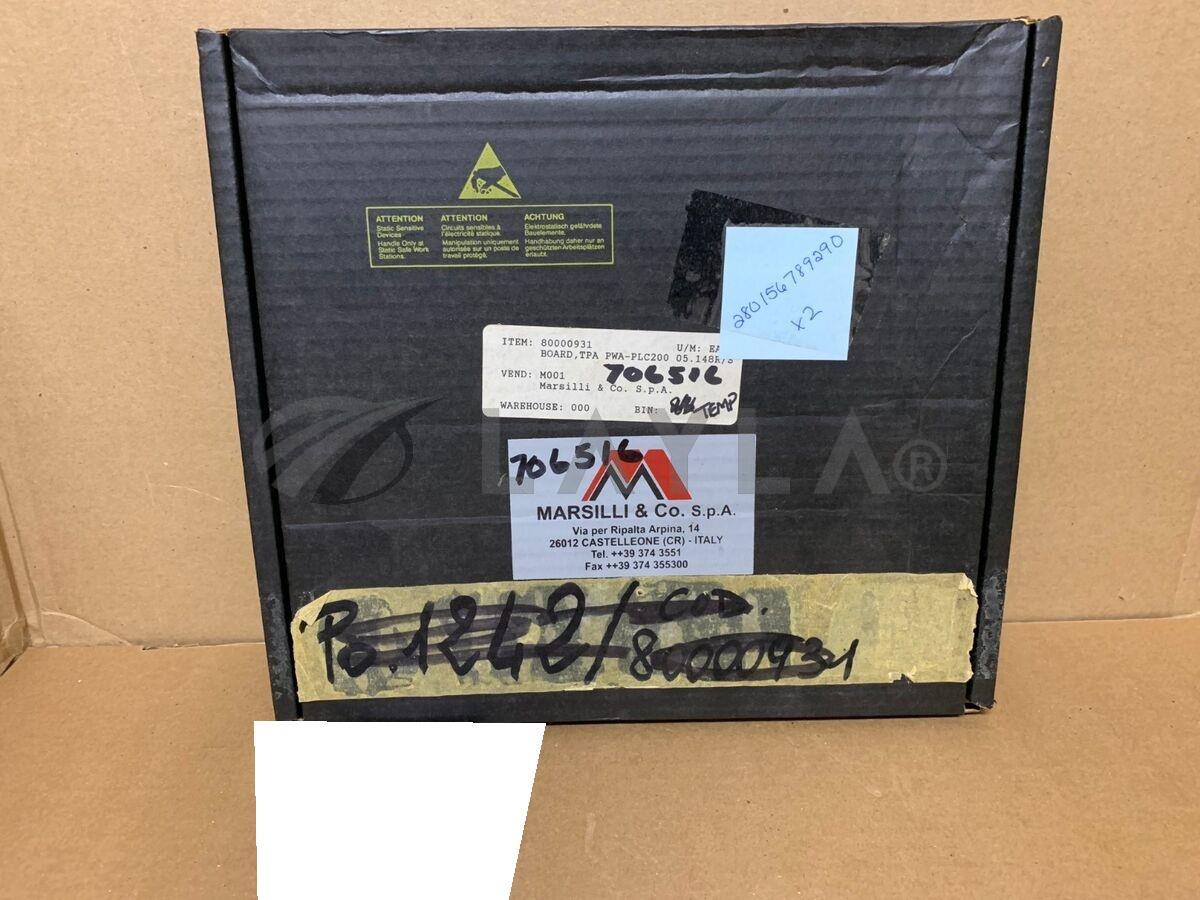 ATTENTION
Static Sensitive
Devices
Handle Only at
Static Safe Work
Stations.
ATTENTION
Circuits sensibles à
l'électricité statique.
Manipulation uniquement
autorisée sur un poste de
travail protégé.
ACHTUNG
Elektrostatisch gefährdete
Bauelemente.
Handhabung daher nur an
geschützten Arbeitsplätzen
erlaubt.
280156789290
x2
ITEM: 80000931 U/M: EA
BOARD,TPA PWA-PLC200 05.148R/S
VEND: M001 706516
Marsilli & Co. S.p.A.
WAREHOUSE: 000 BIN: TEMP
LAYLA®
706516
MARSILLI & Co. S.p.A.
Via per Ripalta Arpina, 14
26012 CASTELLEONE (CR) - ITALY
Tel. ++39 374 3551
Fax ++39 374 355300
Po.1242/ COD.
80000931